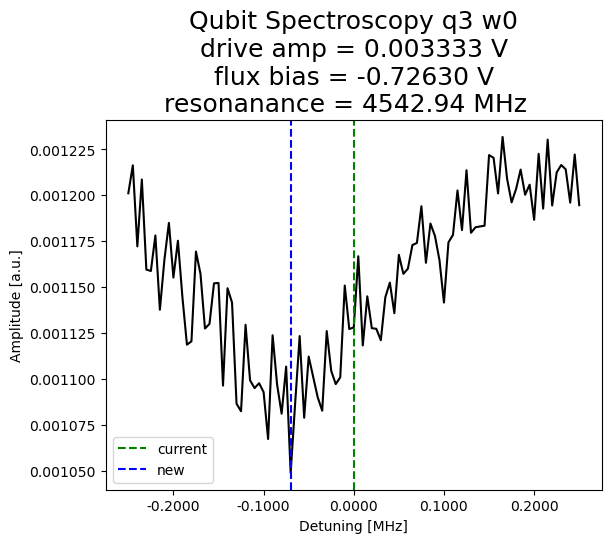 Qubit Spectroscopy q3 w0
drive amp = 0.003333 V
flux bias = -0.72630 V
resonanance = 4542.94 MHz
0.001225
0.001200
0.001175
0.001150
0.001125
0.001100
0.001075
0.001050
Amplitude [a.u.]
current
new
-0.2000 -0.1000 0.0000 0.1000 0.2000
Detuning [MHz]